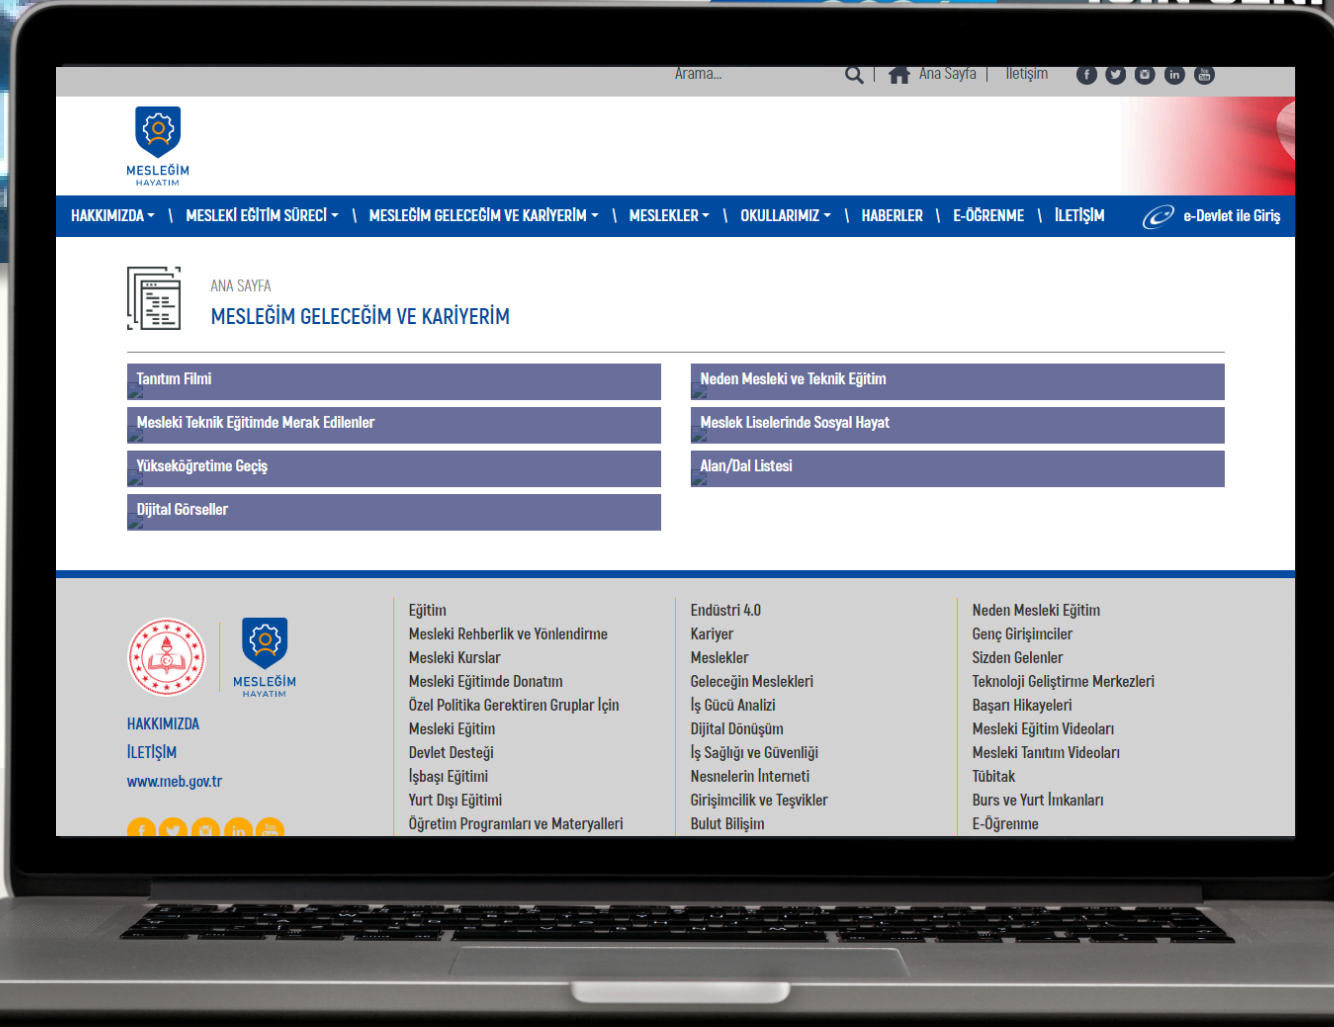 Arama...
Ana Sayfa |
İletişim
MESLEĞİM
HAYATIM
HAKKIMIZDA \ MESLEKİ EĞİTİM SÜRECİ \ MESLEĞİM GELECEĞİM VE KARİYERİM \ MESLEKLER \ OKULLARIMIZ \ HABERLER \ E-ÖĞRENME \ İLETİŞİM e-Devlet ile Giriş
ANA SAYFA
MESLEĞİM GELECEĞİM VE KARİYERİM
Tanıtım Filmi
Neden Mesleki ve Teknik Eğitim
Mesleki Teknik Eğitimde Merak Edilenler
Meslek Liselerinde Sosyal Hayat
Yükseköğretime Geçiş
Alan/Dal Listesi
Dijital Görseller
MESLEĞİM
HAYATIM
HAKKIMIZDA
İLETİŞİM
www.meb.gov.tr
Eğitim
Mesleki Rehberlik ve Yönlendirme
Mesleki Kurslar
Mesleki Eğitimde Donatım
Özel Politika Gerektiren Gruplar İçin
Mesleki Eğitim
Devlet Desteği
İşbaşı Eğitimi
Yurt Dışı Eğitimi
Öğretim Programları ve Materyalleri
Endüstri 4.0
Kariyer
Meslekler
Geleceğin Meslekleri
İş Gücü Analizi
Dijital Dönüşüm
İş Sağlığı ve Güvenliği
Nesnelerin İnterneti
Girişimcilik ve Teşvikler
Bulut Bilişim
Neden Mesleki Eğitim
Genç Girişimciler
Sizden Gelenler
Teknoloji Geliştirme Merkezleri
Başarı Hikayeleri
Mesleki Eğitim Videoları
Mesleki Tanıtım Videoları
Tübitak
Burs ve Yurt İmkanları
E-Öğrenme